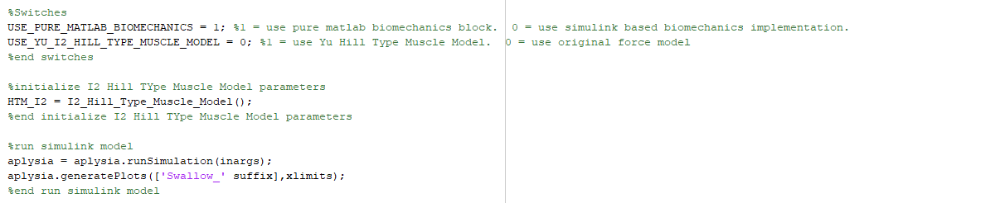 %Switches
USE_PURE_MATLAB_BIOMECHANICS = 1; %1 = use pure matlab biomechanics block.  0 = use simulink based biomechanics implementation.
USE_YU_I2_HILL_TYPE_MUSCLE_MODEL = 0; %1 = use Yu Hill Type Muscle Model.  0 = use original force model
%end switches
%initialize I2 Hill TYpe Muscle Model parameters
HTM_I2 = I2_Hill_Type_Muscle_Model();
%end initialize I2 Hill TYpe Muscle Model parameters
%run simulink model
aplysia = aplysia.runSimulation(inargs);
aplysia.generatePlots(['Swallow_' suffix],xlimits);
%end run simulink model